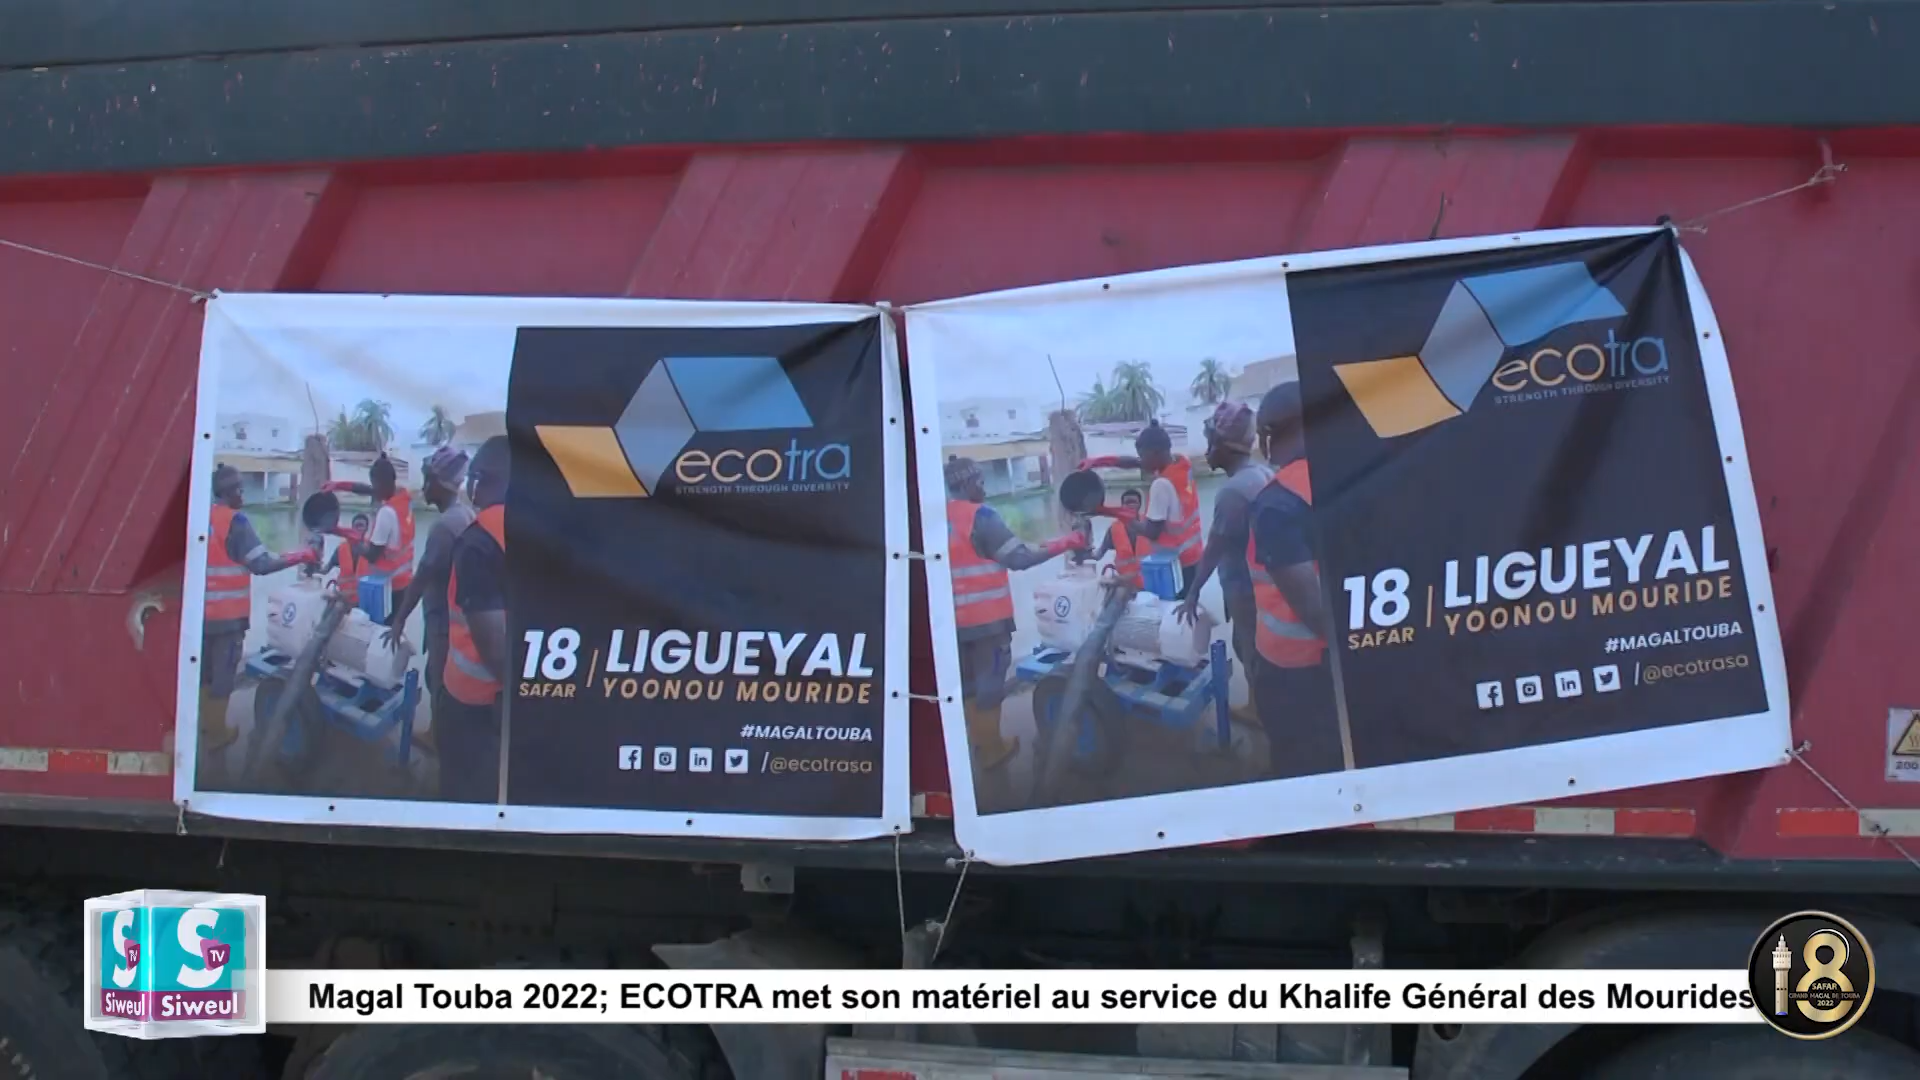 ecotra
STRENGTH THROUGH DIVERSITY
18 SAFAR
LIGUEYAL
YOONOU MOURIDE
#MAGALTOUBA
/@ecotrasa
ecotra
STRENGTH THROUGH DIVERSITY
18 SAFAR
LIGUEYAL
YOONOU MOURIDE
#MAGALTOUBA
/@ecotrasa
200
S TV
Siweul
S TV
Siweul
Magal Touba 2022; ECOTRA met son matériel au service du Khalife Général des Mourides
18
SAFAR
GRAND MAGAL DE TOUBA
2022